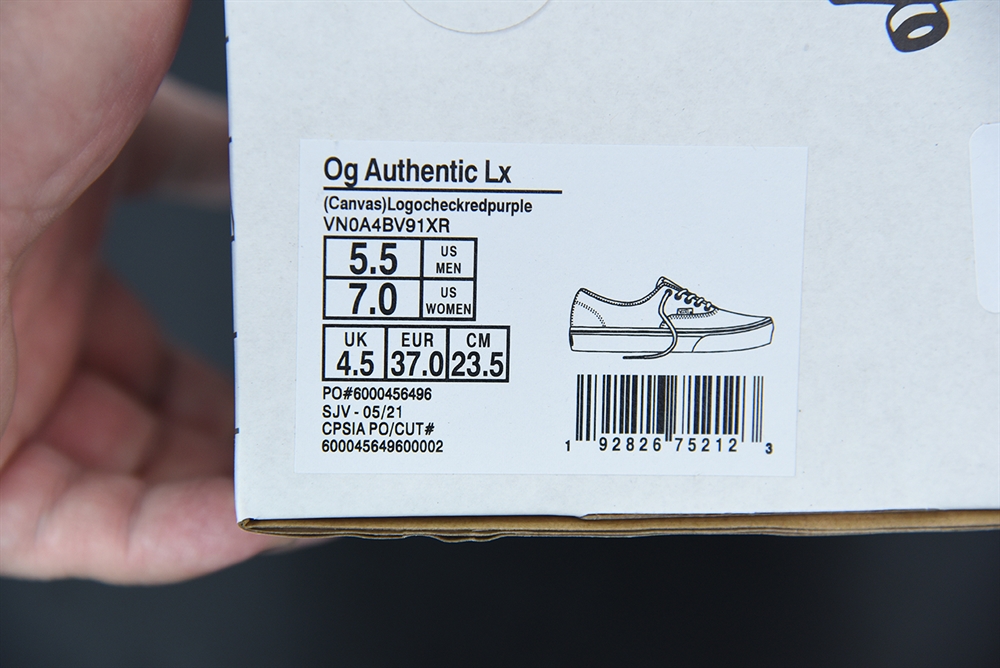 Og Authentic Lx
(Canvas)Logocheckredpurple
VN0A4BV91XR
5.5 US MEN
7.0 US WOMEN
UK EUR CM
4.5 37.0 23.5
PO#6000456496
SJV - 05/21
CPSIA PO/CUT#
600045649600002
1 92826 75212 3